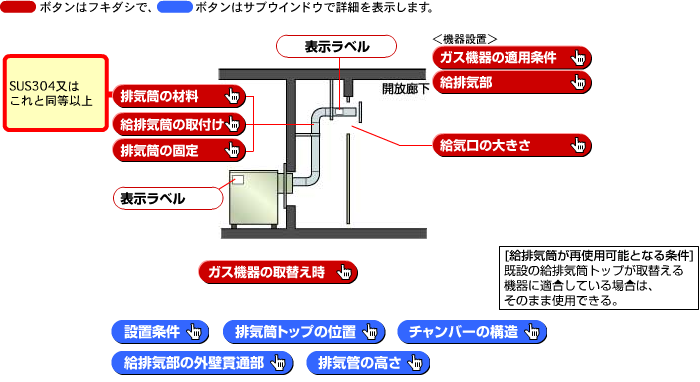 ボタンはフキダシで、 ボタンはサブウインドウで詳細を表示します。
表示ラベル
＜機器設置＞
ガス機器の適用条件
給排気部
開放廊下
SUS304又は
これと同等以上
排気筒の材料
給排気筒の取付け
排気筒の固定
給気口の大きさ
表示ラベル
ガス機器の取替え時
[給排気筒が再使用可能となる条件]
既設の給排気筒トップが取替える
機器に適合している場合は、
そのまま使用できる。
設置条件
排気筒トップの位置
チャンバーの構造
給排気部の外壁貫通部
排気管の高さ